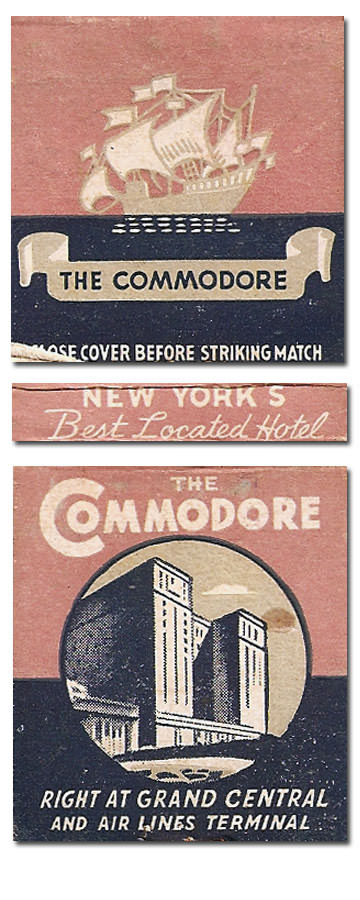 THE COMMODORE
CLOSE COVER BEFORE STRIKING MATCH
NEW YORK'S
Best Located Hotel
THE
COMMODORE
RIGHT AT GRAND CENTRAL
AND AIR LINES TERMINAL